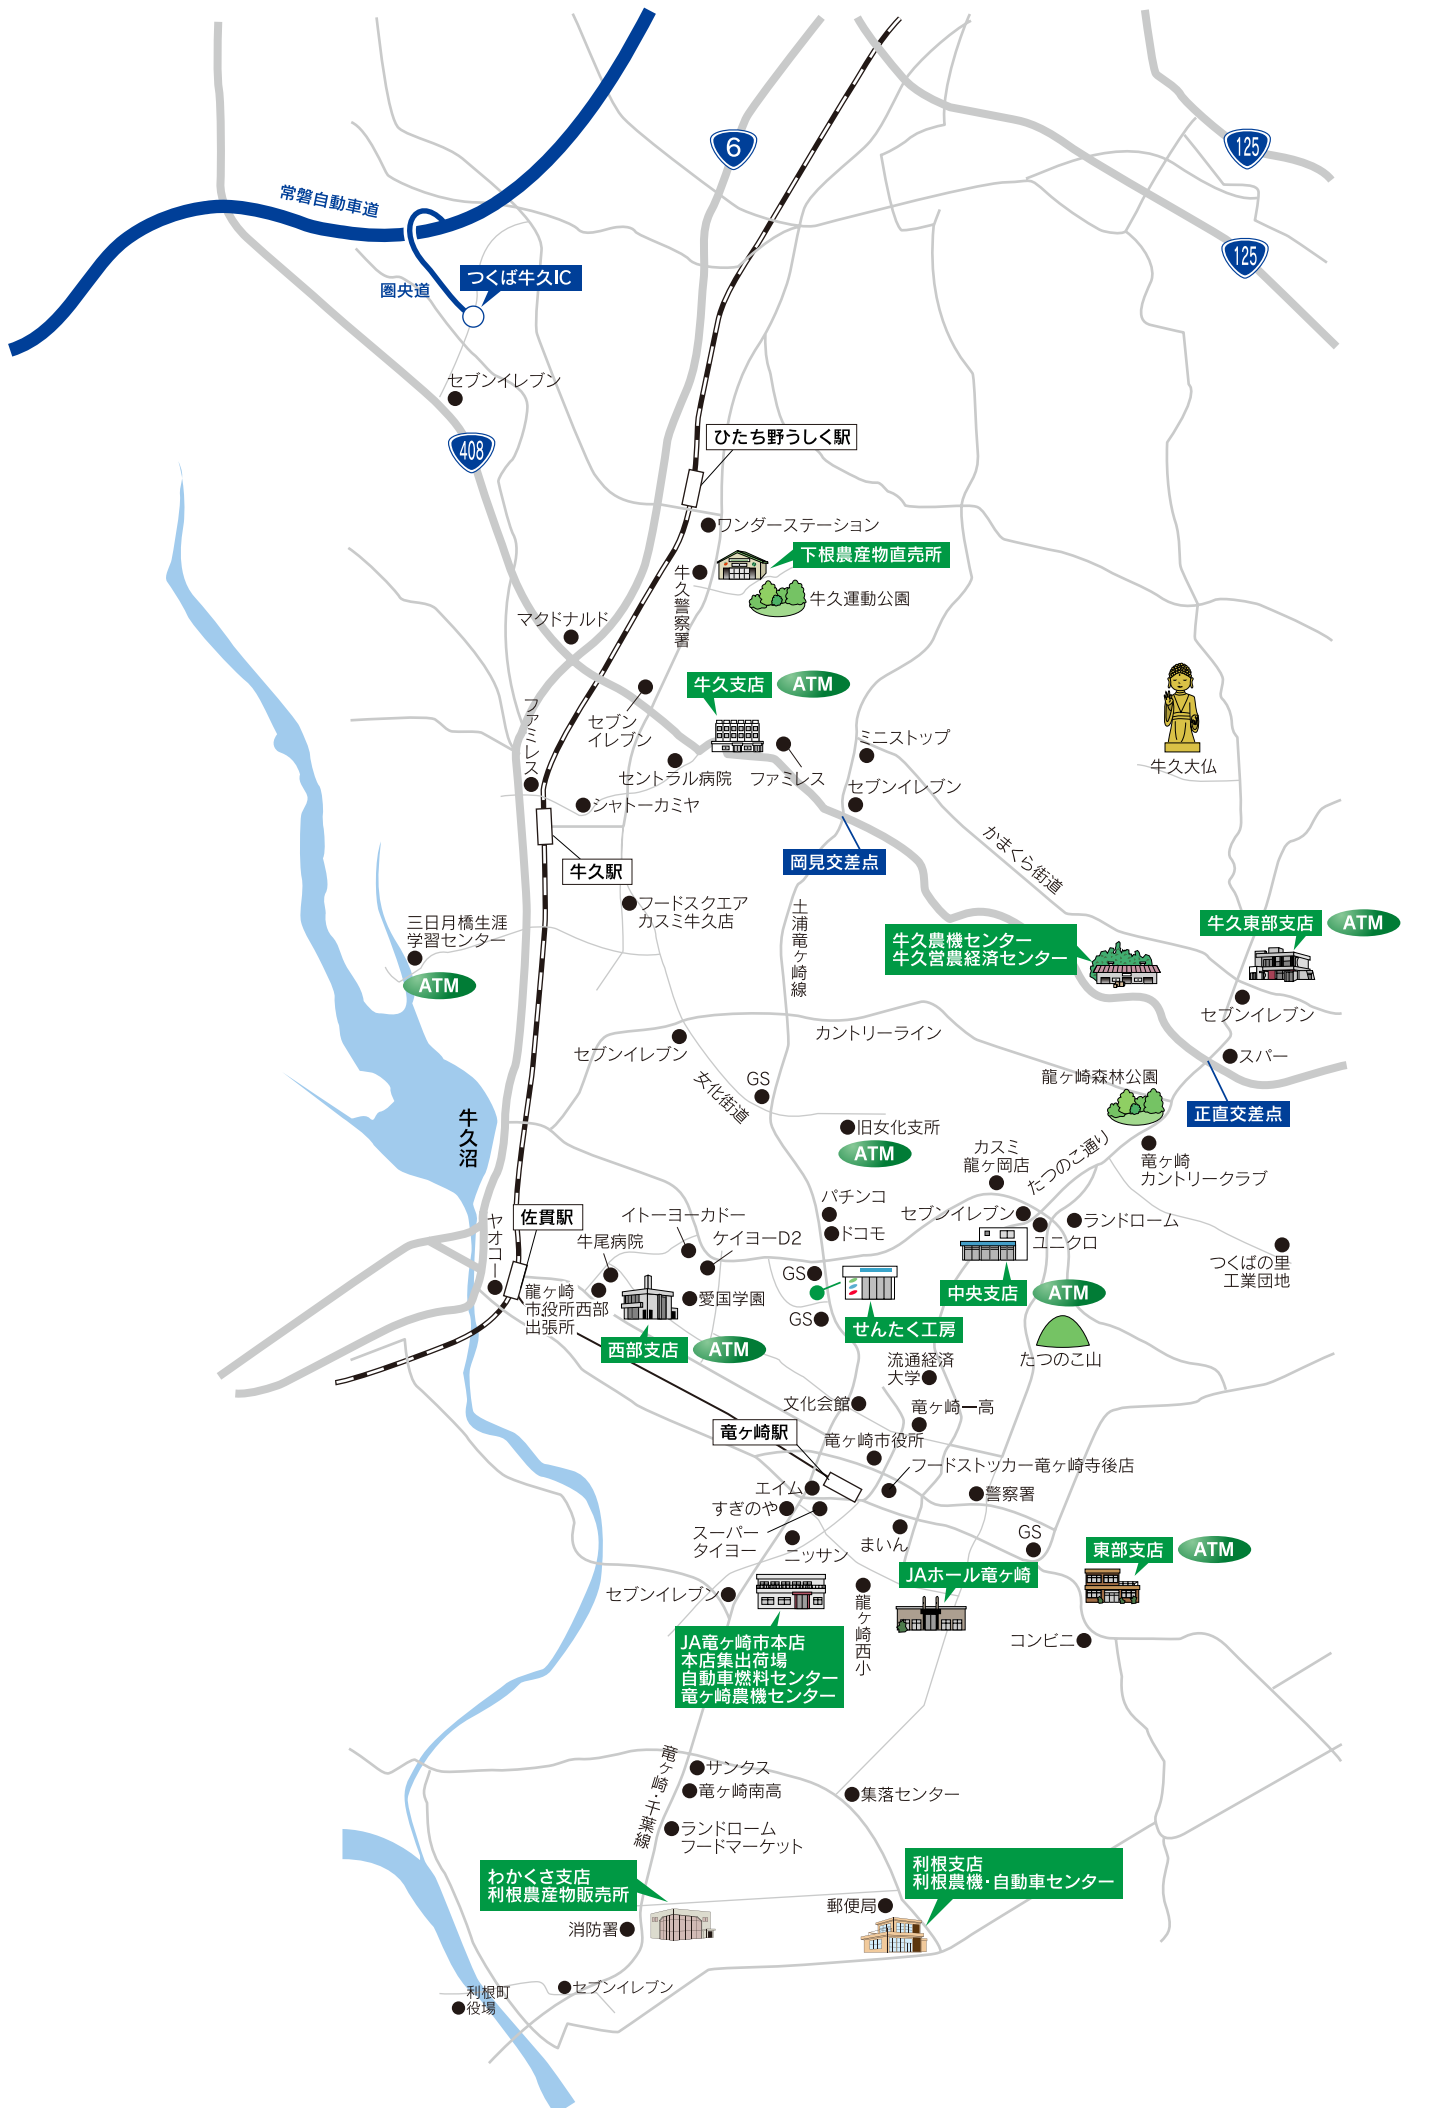 6
125
常磐自動車道
125
つくば牛久IC
圏央道
セブンイレブン
408
ひたち野うしく駅
ワンダーステーション
下根農産物直売所
牛久警察署
牛久運動公園
マクドナルド
牛久支店
ATM
ファミレス
セブン
イレブン
ミニストップ
牛久大仏
セントラル病院
ファミレス
セブンイレブン
シャトーカミヤ
かまくら街道
岡見交差点
牛久駅
フードスクエア
カスミ牛久店
土浦竜ヶ崎線
三日月橋生涯
学習センター
ATM
牛久東部支店
ATM
牛久農機センター
牛久営農経済センター
セブンイレブン
カントリーライン
セブンイレブン
スパー
女化街道
GS
龍ヶ崎森林公園
正直交差点
牛久沼
旧女化支所
ATM
カスミ
龍ヶ岡店
たつのこ通り
竜ヶ崎
カントリークラブ
パチンコ
セブンイレブン
ランドローム
佐貫駅
ヤオコー
イトーヨーカドー
牛尾病院
ケイヨーD2
ドコモ
ユニクロ
つくばの里
工業団地
GS
龍ヶ崎
市役所西部
出張所
愛国学園
中央支店
ATM
GS
せんたく工房
西部支店
ATM
たつのこ山
流通経済
大学
文化会館
竜ヶ崎一高
竜ヶ崎駅
竜ヶ崎市役所
フードストッカー竜ヶ崎寺後店
エイム
すぎのや
警察署
スーパー
タイヨー
ニッサン
まいん
GS
東部支店
ATM
JAホール竜ヶ崎
セブンイレブン
龍ヶ崎西小
コンビニ
JA竜ヶ崎市本店
本店集出荷場
自動車燃料センター
竜ヶ崎農機センター
竜ヶ崎・千葉線
サンクス
竜ヶ崎南高
集落センター
ランドローム
フードマーケット
わかくさ支店
利根農産物販売所
利根支店
利根農機・自動車センター
郵便局
消防署
セブンイレブン
利根町
役場